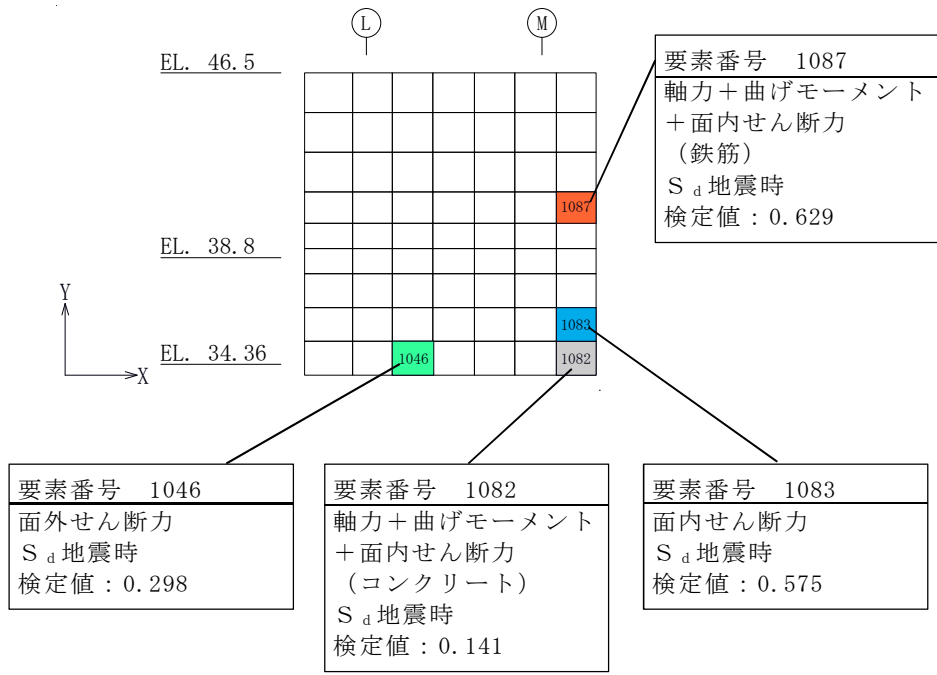 L
M
EL. 46.5
要素番号 1087
軸力+曲げモーメント
+面内せん断力
(鉄筋)
Sd地震時
検定値:0.629
1087
EL. 38.8
Y
1083
EL. 34.36
1046
1082
X
要素番号 1046
面外せん断力
Sd地震時
検定値:0.298
要素番号 1082
軸力+曲げモーメント
+面内せん断力
(コンクリート)
Sd地震時
検定値:0.141
要素番号 1083
面内せん断力
Sd地震時
検定値:0.575